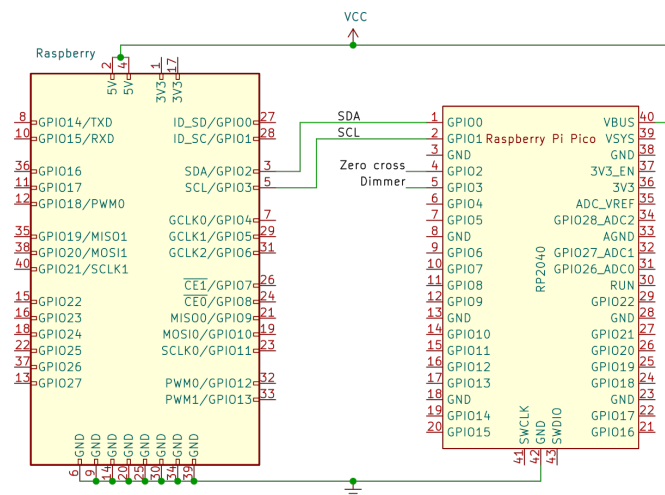 VCC
Raspberry
2 4 1 17
5V 5V 3V3 3V3
8 GPIO14/TXD ID_SD/GPIO0 27
10 GPIO15/RXD ID_SC/GPIO1 28
36 GPIO16 SDA/GPIO2 3
11 GPIO17 SCL/GPIO3 5
12 GPIO18/PWM0
GCLK0/GPIO4 7
35 GPIO19/MISO1 GCLK1/GPIO5 29
38 GPIO20/MOSI1 GCLK2/GPIO6 31
40 GPIO21/SCLK1
CE1/GPIO7 26
15 GPIO22 CE0/GPIO8 24
16 GPIO23 MISO0/GPIO9 21
18 GPIO24 MOSI0/GPIO10 19
22 GPIO25 SCLK0/GPIO11 23
37 GPIO26
13 GPIO27 PWM0/GPIO12 32
PWM1/GPIO13 33
GND GND GND GND GND GND GND GND
6 9 14 20 25 30 34 39
SDA
SCL
Zero cross
Dimmer
Raspberry Pi Pico
RP2040
1 GPIO0 VBUS 40
2 GPIO1 VSYS 39
3 GND GND 38
4 GPIO2 3V3_EN 37
5 GPIO3 3V3 36
6 GPIO4 ADC_VREF 35
7 GPIO5 GPIO28_ADC2 34
8 GND AGND 33
9 GPIO6 GPIO27_ADC1 32
10 GPIO7 GPIO26_ADC0 31
11 GPIO8 RUN 30
12 GPIO9 GPIO22 29
13 GND GND 28
14 GPIO10 GPIO21 27
15 GPIO11 GPIO20 26
16 GPIO12 GPIO19 25
17 GPIO13 GPIO18 24
18 GND GND 23
19 GPIO14 GPIO17 22
20 GPIO15 GPIO16 21
SWCLK GND SWDIO
41 42 43